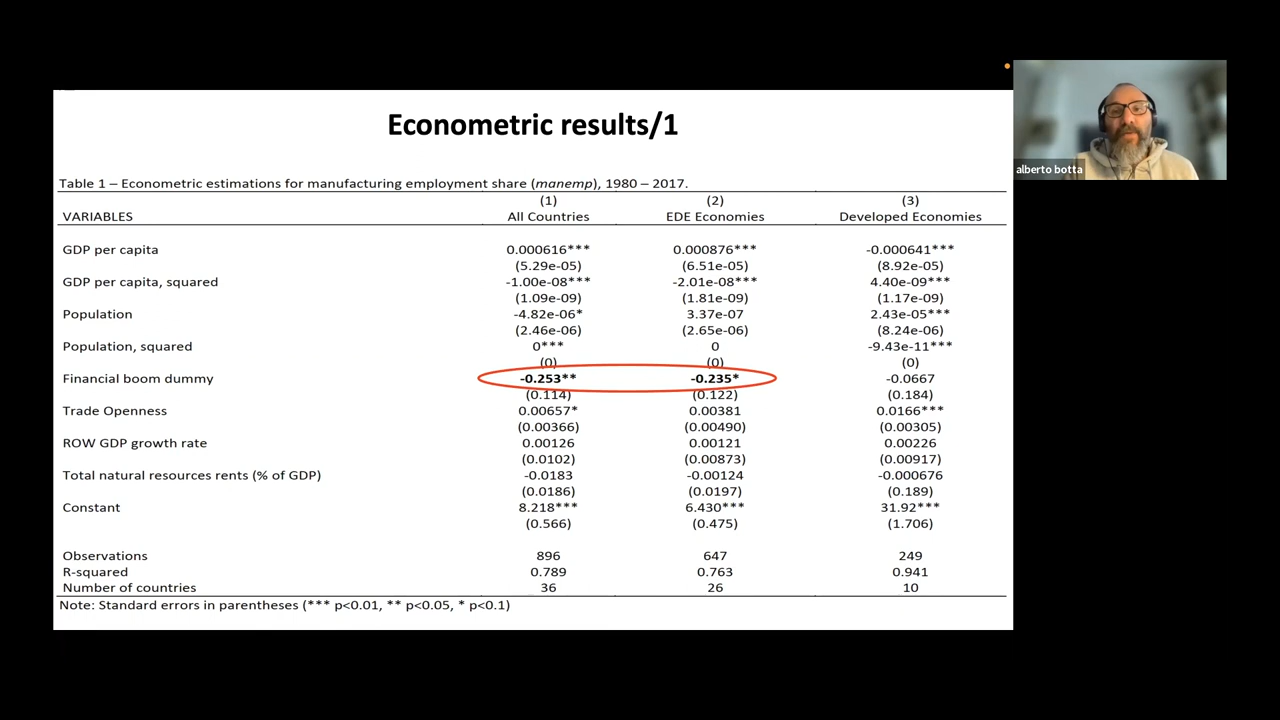 Econometric results/1
alberto botta
Table 1 – Econometric estimations for manufacturing employment share (manemp), 1980 – 2017.
(1) (2) (3)
VARIABLES All Countries EDE Economies Developed Economies
GDP per capita 0.000616*** 0.000876*** -0.000641***
(5.29e-05) (6.51e-05) (8.92e-05)
GDP per capita, squared -1.00e-08*** -2.01e-08*** 4.40e-09***
(1.09e-09) (1.81e-09) (1.17e-09)
Population -4.82e-06* 3.37e-07 2.43e-05***
(2.46e-06) (2.65e-06) (8.24e-06)
Population, squared 0*** 0 -9.43e-11***
(0) (0) (0)
Financial boom dummy -0.253** -0.235* -0.0667
(0.114) (0.122) (0.184)
Trade Openness 0.00657* 0.00381 0.0166***
(0.00366) (0.00490) (0.00305)
ROW GDP growth rate 0.00126 0.00121 0.00226
(0.0102) (0.00873) (0.00917)
Total natural resources rents (% of GDP) -0.0183 -0.00124 -0.000676
(0.0186) (0.0197) (0.189)
Constant 8.218*** 6.430*** 31.92***
(0.566) (0.475) (1.706)
Observations 896 647 249
R-squared 0.789 0.763 0.941
Number of countries 36 26 10
Note: Standard errors in parentheses (*** p<0.01, ** p<0.05, * p<0.1)